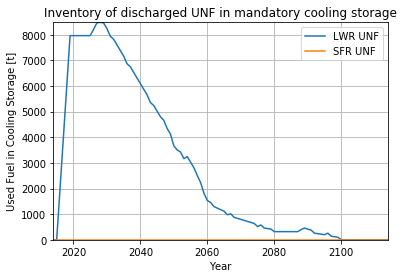 Inventory of discharged UNF in mandatory cooling storage
Used Fuel in Cooling Storage [t]
8000
7000
6000
5000
4000
3000
2000
1000
0
LWR UNF
SFR UNF
2020
2040
2060
2080
2100
Year